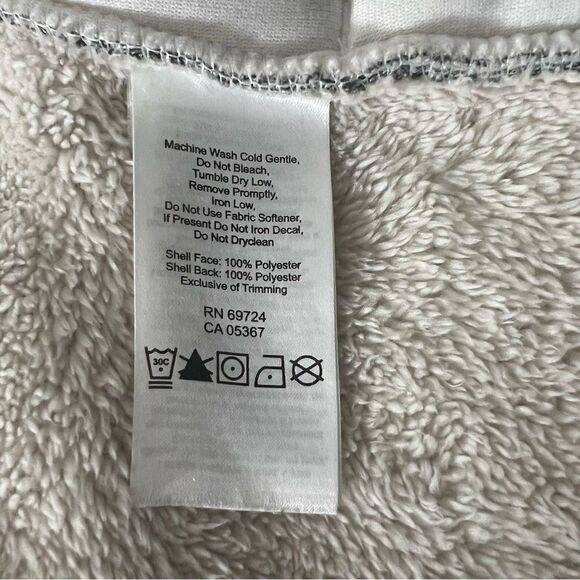 Machine Wash Cold Gentle,
Do Not Bleach,
Tumble Dry Low,
Remove Promptly,
Iron Low,
Do Not Use Fabric Softener,
If Present Do Not Iron Decal,
Do Not Dryclean
Shell Face: 100% Polyester
Shell Back: 100% Polyester
Exclusive of Trimming
RN 69724
CA 05367
30C